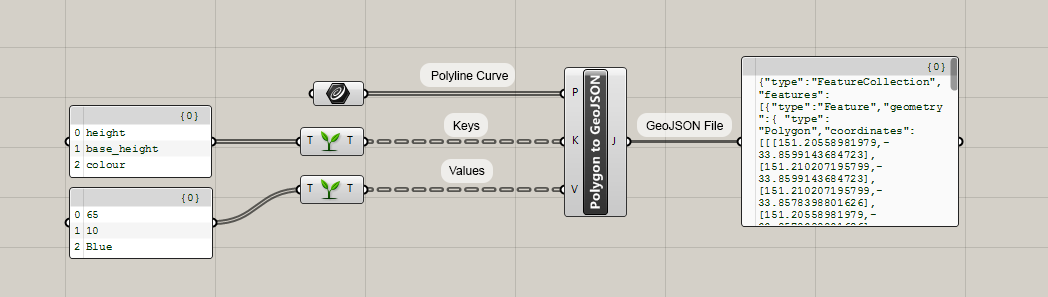 Polyline Curve
P
{0}
0 height
1 base_height
2 colour
T T
Keys
K
{0}
0 65
1 10
2 Blue
T T
Values
V
Polygon to GeoJSON
J
GeoJSON File
{0}
{"type":"FeatureCollection",
"features":
[{"type":"Feature","geometry
":{ "type":
"Polygon","coordinates":
[[[151.20558981979,-
33.85991436847​23],
[151.210207195799,-
33.8599143684723],
[151.210207195799,-
33.8578398801626],
[151.20558981979,-